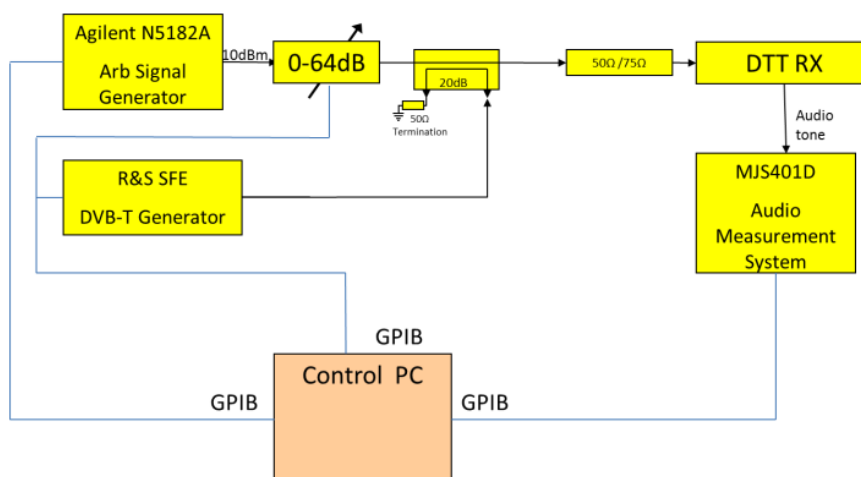 Agilent N5182A
Arb Signal
Generator
10dBm
0-64dB
20dB
50Ω
Termination
50Ω /75Ω
DTT RX
Audio
tone
R&S SFE
DVB-T Generator
MJS401D
Audio
Measurement
System
GPIB
Control PC
GPIB
GPIB